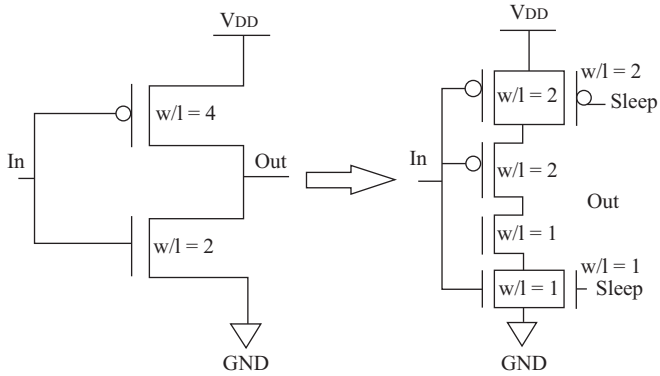 VDD
w/l = 4
In
Out
w/l = 2
GND
VDD
w/l = 2
w/l = 2
Sleep
In
w/l = 2
Out
w/l = 1
w/l = 1
w/l = 1
Sleep
GND